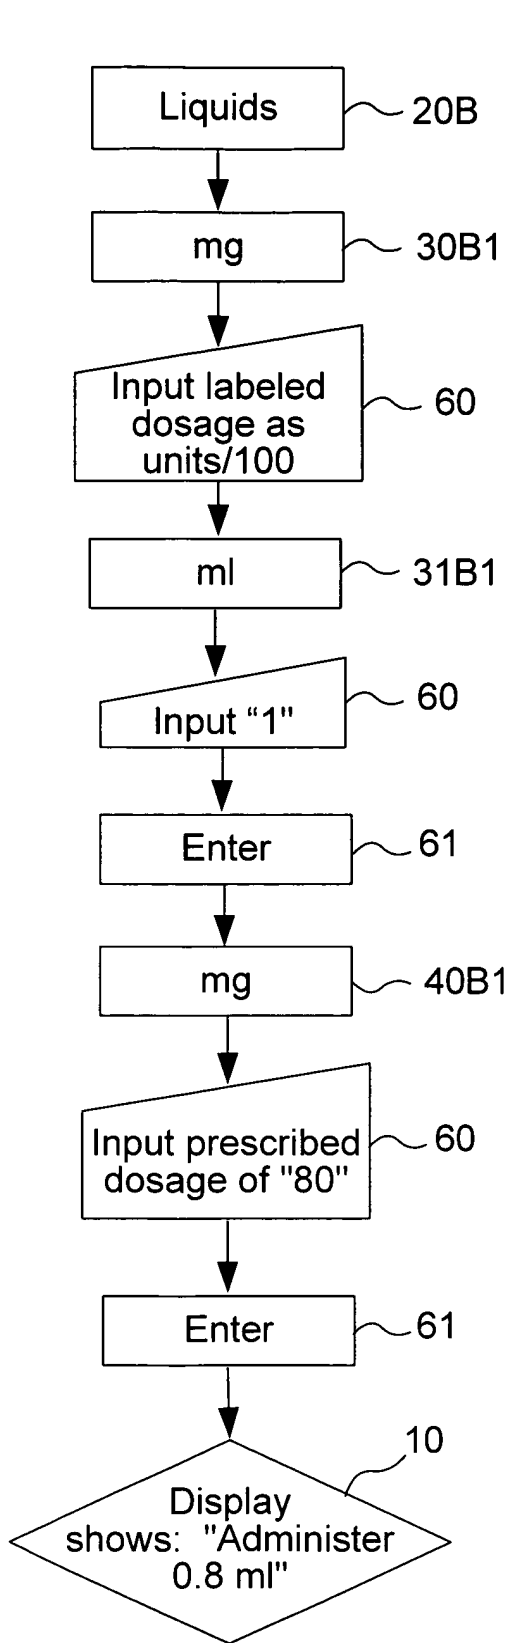 Liquids
20B
mg
30B1
Input labeled
dosage as
units/100
60
ml
31B1
Input “1"
60
Enter
61
mg
40B1
Input prescribed
dosage of "80"
60
Enter
61
10
Display
shows: "Administer
0.8 ml"